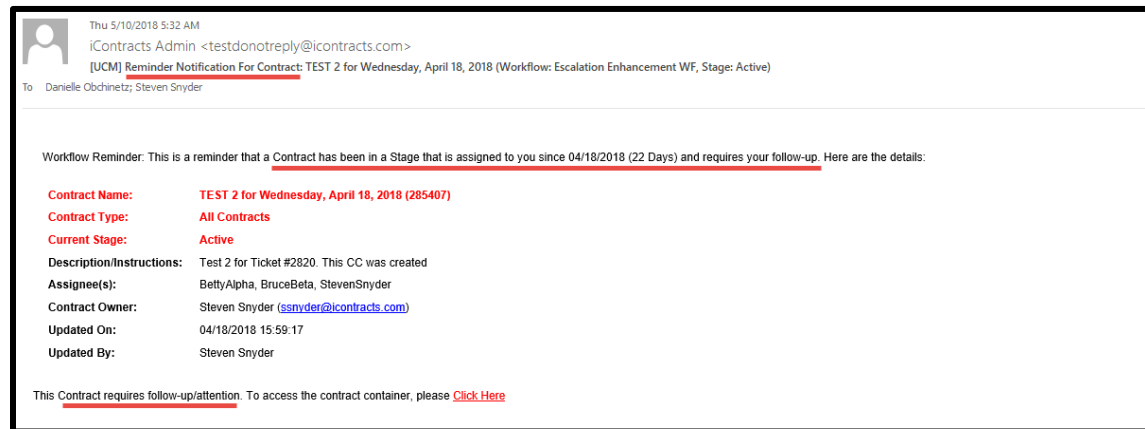 Thu 5/10/2018 5:32 AM
iContracts Admin <testdonotreply@icontracts.com>
[UCM] Reminder Notification For Contract: TEST 2 for Wednesday, April 18, 2018 (Workflow: Escalation Enhancement WF, Stage: Active)
To Danielle Obchinetz; Steven Snyder
Workflow Reminder: This is a reminder that a Contract has been in a Stage that is assigned to you since 04/18/2018 (22 Days) and requires your follow-up. Here are the details:
Contract Name: TEST 2 for Wednesday, April 18, 2018 (285407)
Contract Type: All Contracts
Current Stage: Active
Description/Instructions: Test 2 for Ticket #2820. This CC was created
Assignee(s): BettyAlpha, BruceBeta, StevenSnyder
Contract Owner: Steven Snyder (ssnyder@icontracts.com)
Updated On: 04/18/2018 15:59:17
Updated By: Steven Snyder
This Contract requires follow-up/attention. To access the contract container, please Click Here